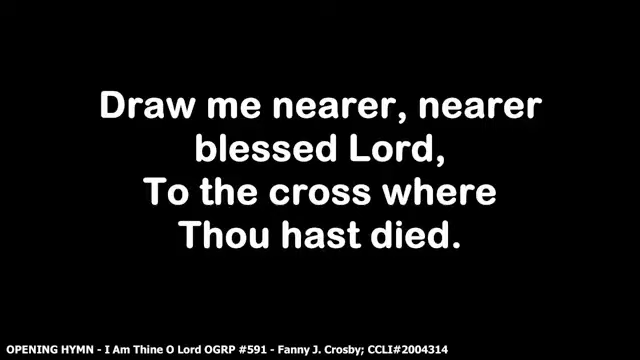 Draw me nearer, nearer
blessed Lord,
To the cross where
Thou hast died.
OPENING HYMN - I Am Thine O Lord OGRP #591 - Fanny J. Crosby; CCLI#2004314